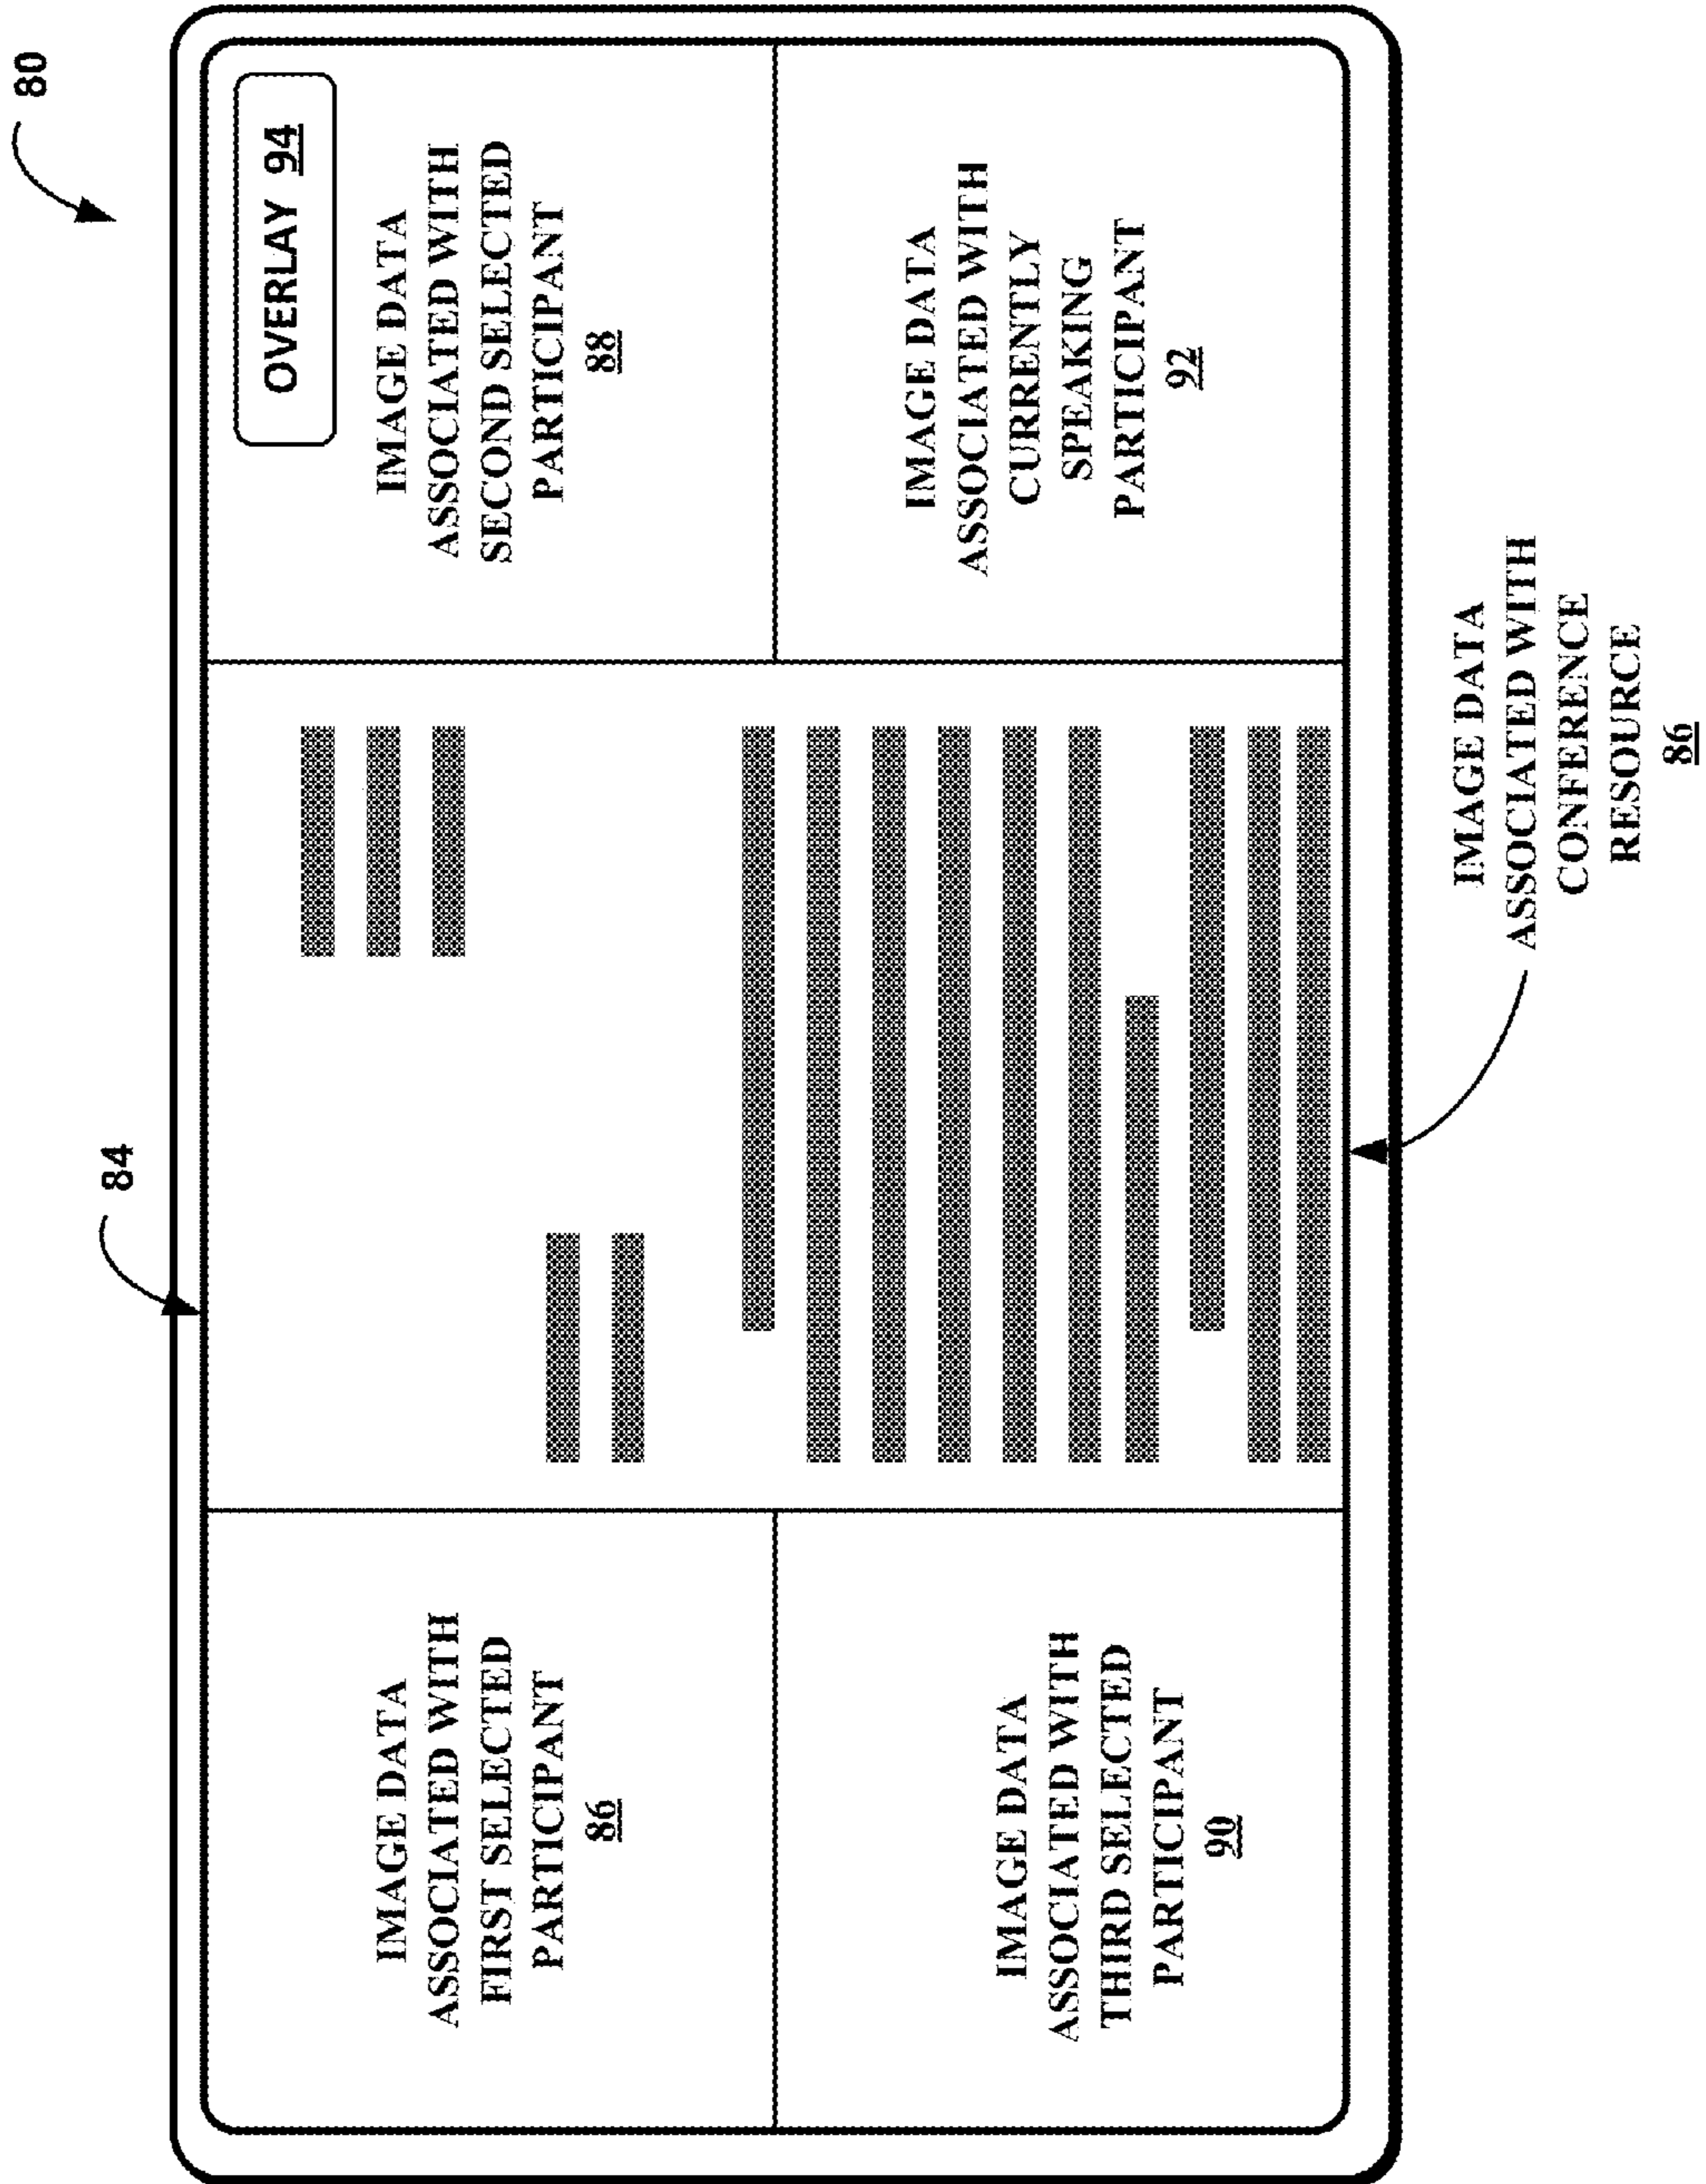 80
84
IMAGE DATA
ASSOCIATED WITH
FIRST SELECTED
PARTICIPANT
86
OVERLAY 94
IMAGE DATA
ASSOCIATED WITH
SECOND SELECTED
PARTICIPANT
88
IMAGE DATA
ASSOCIATED WITH
THIRD SELECTED
PARTICIPANT
90
IMAGE DATA
ASSOCIATED WITH
CURRENTLY
SPEAKING
PARTICIPANT
92
IMAGE DATA
ASSOCIATED WITH
CONFERENCE
RESOURCE
86